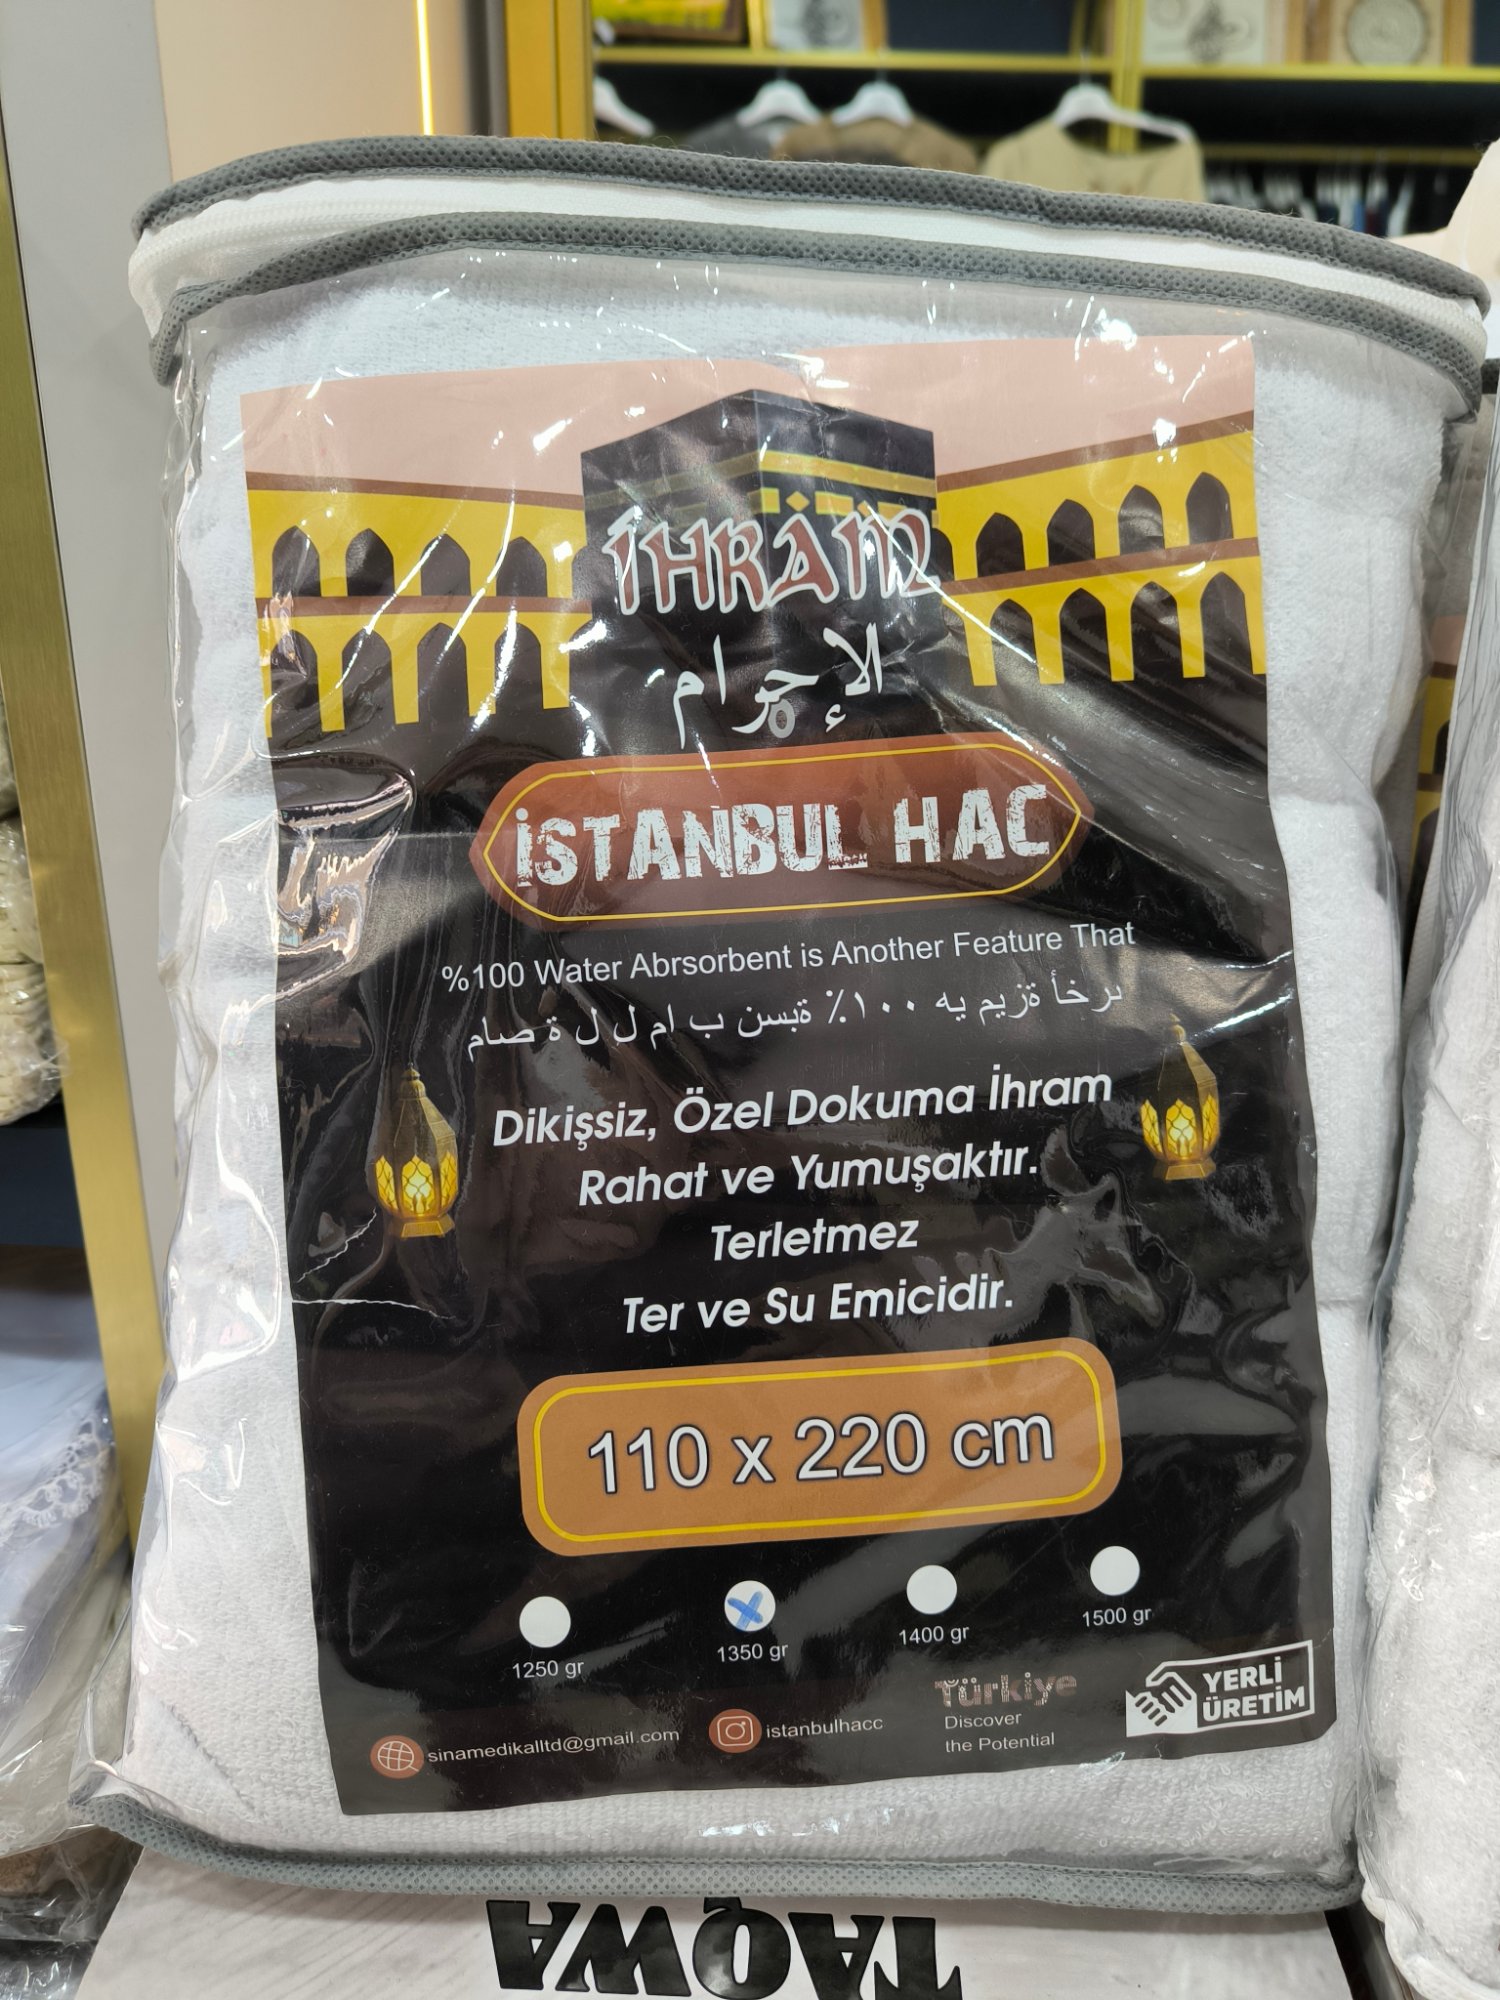 İHRAM
الإحرام
İSTANBUL HAC
%100 Water Abrsorbent is Another Feature That
Dikişsiz, Özel Dokuma İhram
Rahat ve Yumuşaktır.
Terletmez
Ter ve Su Emicidir.
110 x 220 cm
1250 gr
1350 gr
1400 gr
1500 gr
sinamedikalltd@gmail.com
istanbulhacc
Türkiye
Discover
the Potential
YERLİ
ÜRETİM
TAQWA